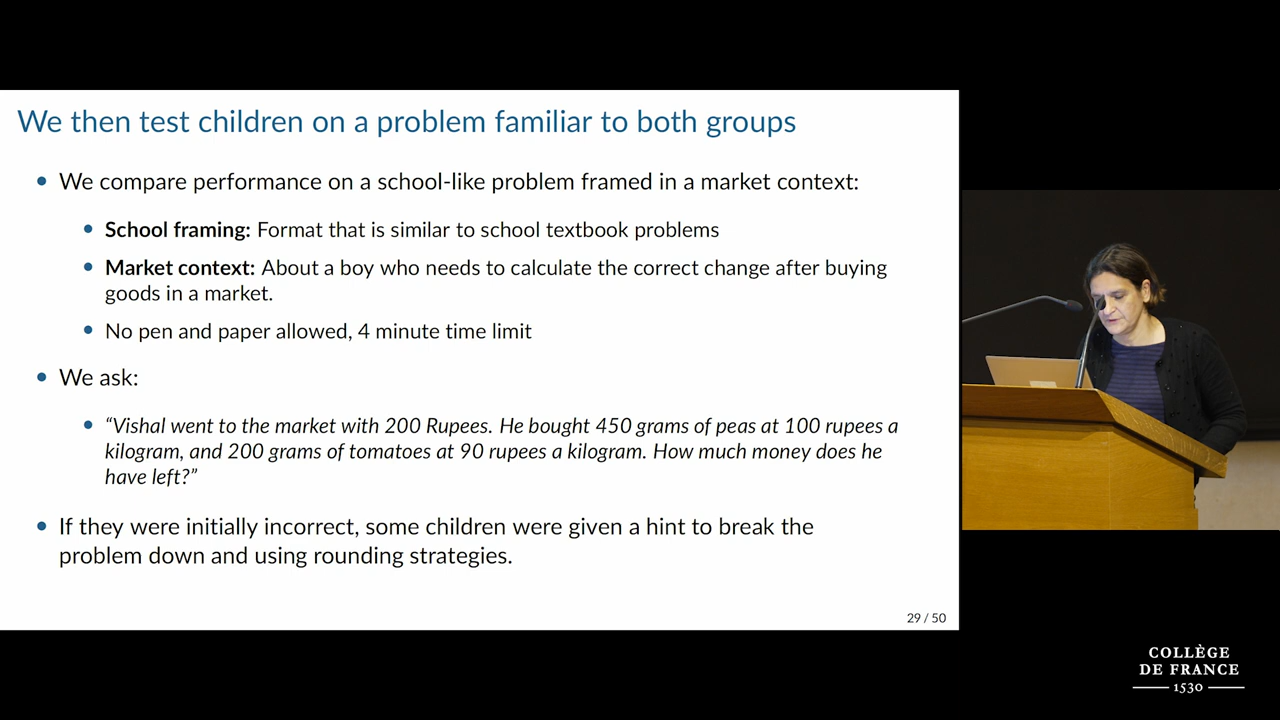 We then test children on a problem familiar to both groups
• We compare performance on a school-like problem framed in a market context:
• School framing: Format that is similar to school textbook problems
• Market context: About a boy who needs to calculate the correct change after buying
goods in a market.
• No pen and paper allowed, 4 minute time limit
• We ask:
• “Vishal went to the market with 200 Rupees. He bought 450 grams of peas at 100 rupees a
kilogram, and 200 grams of tomatoes at 90 rupees a kilogram. How much money does he
have left?”
• If they were initially incorrect, some children were given a hint to break the
problem down and using rounding strategies.
29 / 50
COLLÈGE
DE FRANCE
1530